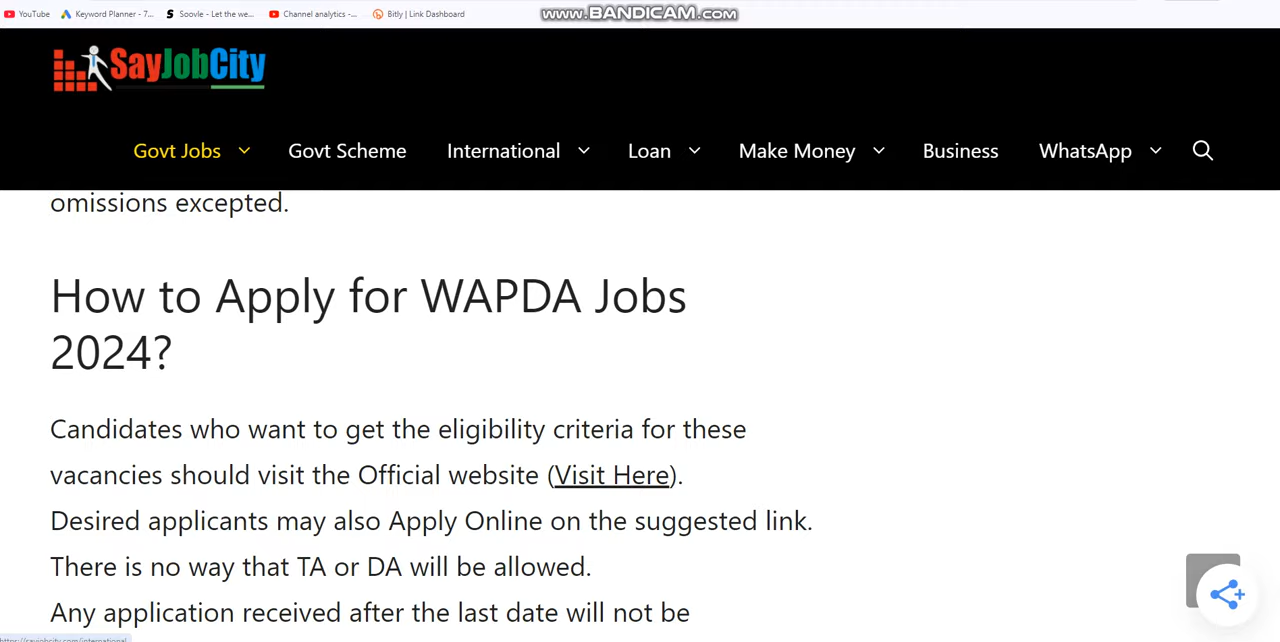 YouTube
Keyword Planner - 7...
Soovle - Let the we...
Channel analytics -...
Bitly | Link Dashboard
www.BANDICAM.com
SayJobCity
Govt Jobs
Govt Scheme
International
Loan
Make Money
Business
WhatsApp
omissions excepted.
How to Apply for WAPDA Jobs
2024?
Candidates who want to get the eligibility criteria for these
vacancies should visit the Official website (Visit Here).
Desired applicants may also Apply Online on the suggested link.
There is no way that TA or DA will be allowed.
Any application received after the last date will not be
https://sayjobcity.com/international